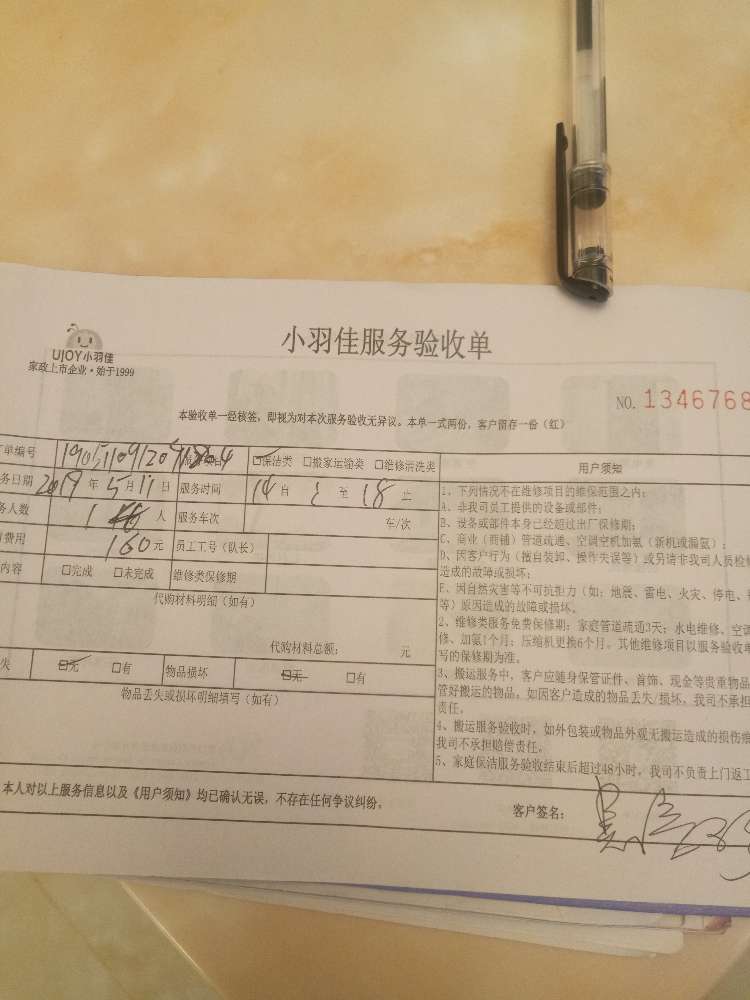 小羽佳服务验收单
UJOY小羽佳
家政上市企业·始于1999
NO. 1346768
本验收单一经核签，即视为对本次服务验收无异议。本单一式两份，客户留存一份（红）
单编号 □保洁类 □搬家运输类 □维修清洗类
务日期 2019 年 5 月 11 日 服务时间 14 自 至 18 止
务人数 1 人 服务车次 车/次
费用 160 元 员工工号（队长）
内容 □完成 □未完成 维修类保修期
代购材料明细（如有）
代购材料总额： 元
失 □无 □有 物品损坏 □无 □有
物品丢失或损坏明细填写（如有）
用户须知
1、下列情况不在维修项目的维保范围之内：
A、非我司员工提供的设备或部件；
B、设备或部件本身已经超过出厂保修期；
C、商业（商铺）管道疏通、空调空机加氨（新机或漏氨）；
D、因客户行为（擅自装卸、操作失误等）或另请非我司人员检修
造成的故障或损坏；
E、因自然灾害等不可抗拒力（如：地震、雷电、火灾、停电、
等）原因造成的故障或损坏。
2、维修类服务免费保修期：家庭管道疏通3天；水电维修、空调
修、加氨1个月；压缩机更换6个月。其他维修项目以服务验收单
写的保修期为准。
3、搬运服务中，客户应随身保管证件、首饰、现金等贵重物品
管好搬运的物品。如因客户造成的物品丢失/损坏，我司不承担
责任。
4、搬运服务验收时，如外包装或物品外观无搬运造成的损伤
我司不承担赔偿责任。
5、家庭保洁服务验收结束后超过48小时，我司不负责上门返工
本人对以上服务信息以及《用户须知》均已确认无误，不存在任何争议纠纷。
客户签名：